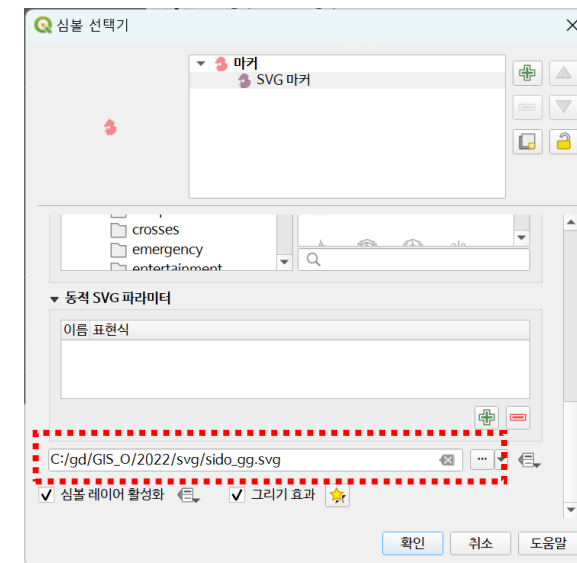 심볼 선택기
마커
SVG 마커
crosses
emergency
entertainment
동적 SVG 파라미터
이름 표현식
C:/gd/GIS_O/2022/svg/sido_gg.svg
심볼 레이어 활성화
그리기 효과
확인 취소 도움말